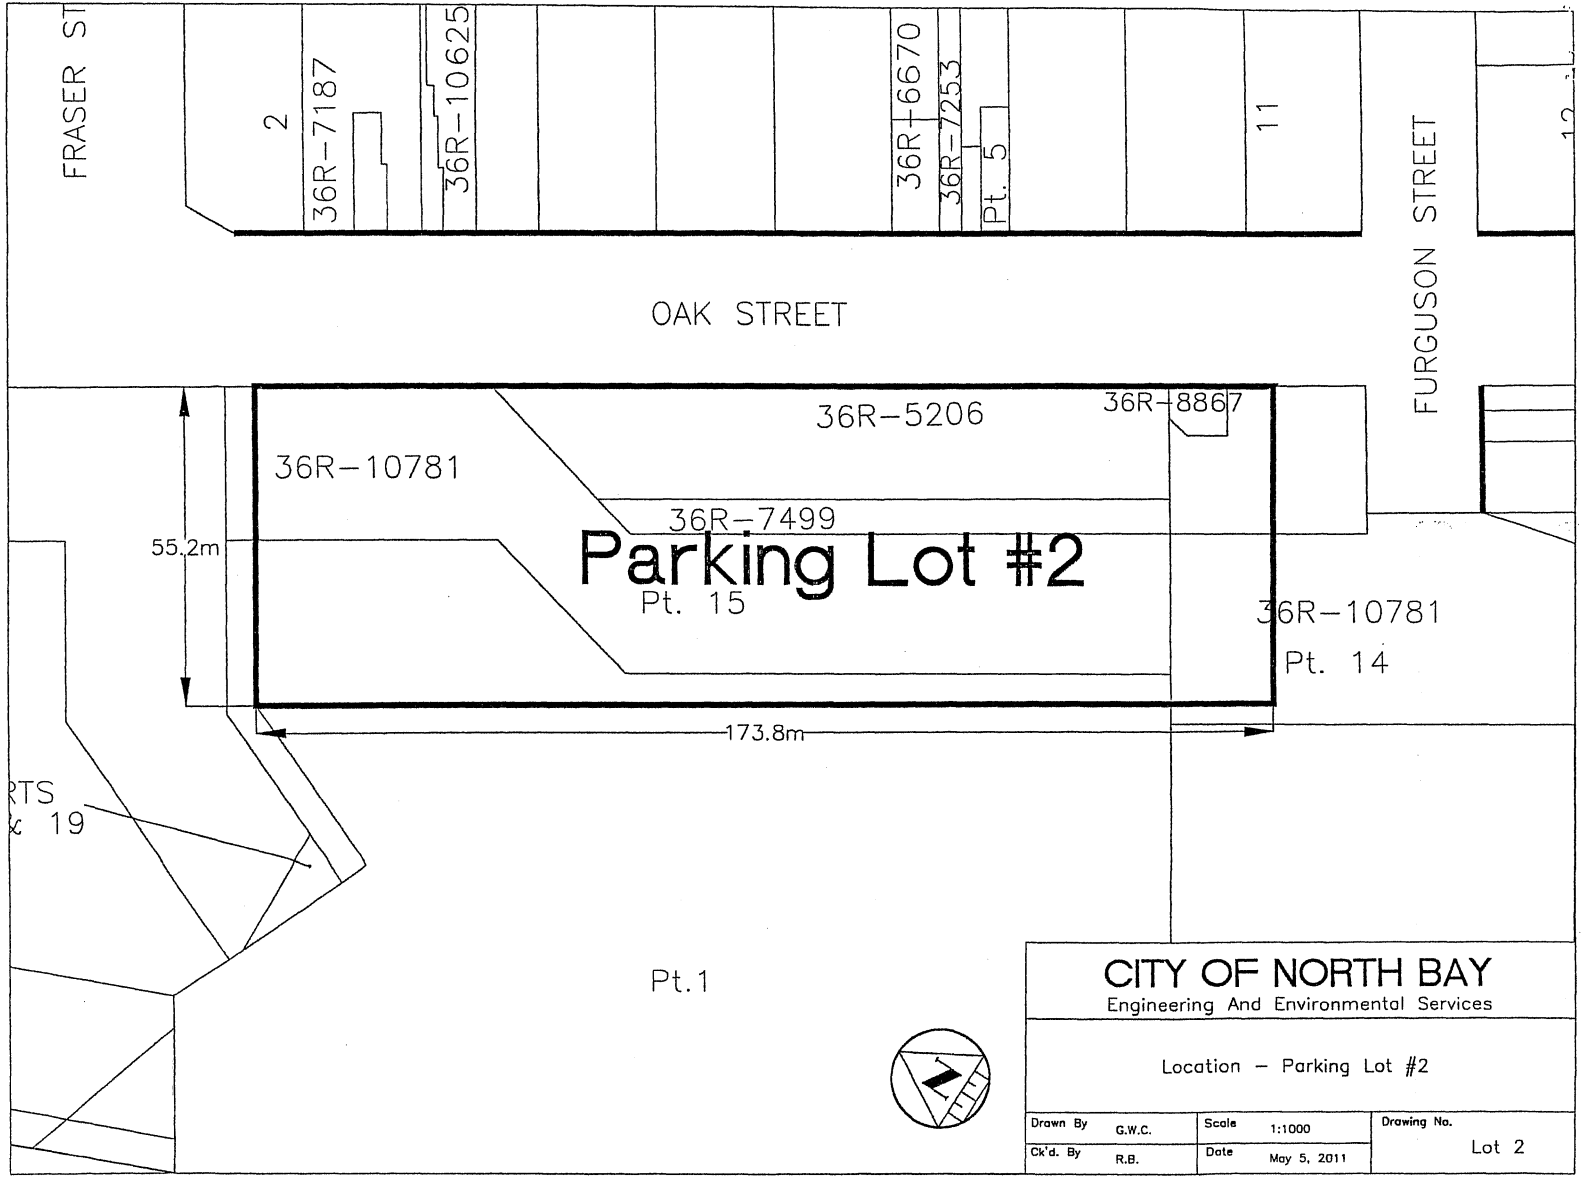 FRASER ST
2
36R-7187
36R-10625
36R-6670
36R-7253
Pt. 5
11
12
FURGUSON STREET
OAK STREET
36R-5206
36R-8867
36R-10781
36R-7499
55.2m
Parking Lot #2
Pt. 15
36R-10781
Pt. 14
173.8m
RTS
& 19
Pt.1
N
CITY OF NORTH BAY
Engineering And Environmental Services
Location - Parking Lot #2
Drawn By G.W.C.
Scale 1:1000
Drawing No.
Lot 2
Ck'd. By R.B.
Date May 5, 2011